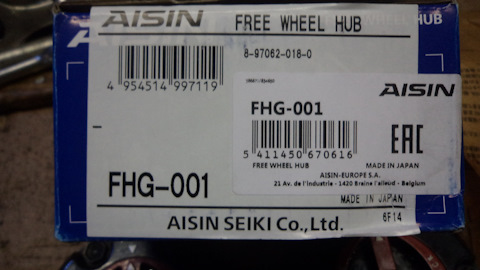 AISIN
FREE WHEEL HUB
WHEEL HUB
8-97062-018-0
4 954514 997119
AISIN
FHG-001
5 411450 670616
EAC
FREE WHEEL HUB
MADE IN JAPAN
AISIN-EUROPE S.A.
21 Av. de l'Industrie - 1420 Braine l'alleud - Belgium
FHG-001
MADE IN JAPAN
6F14
AISIN SEIKI Co.,Ltd.